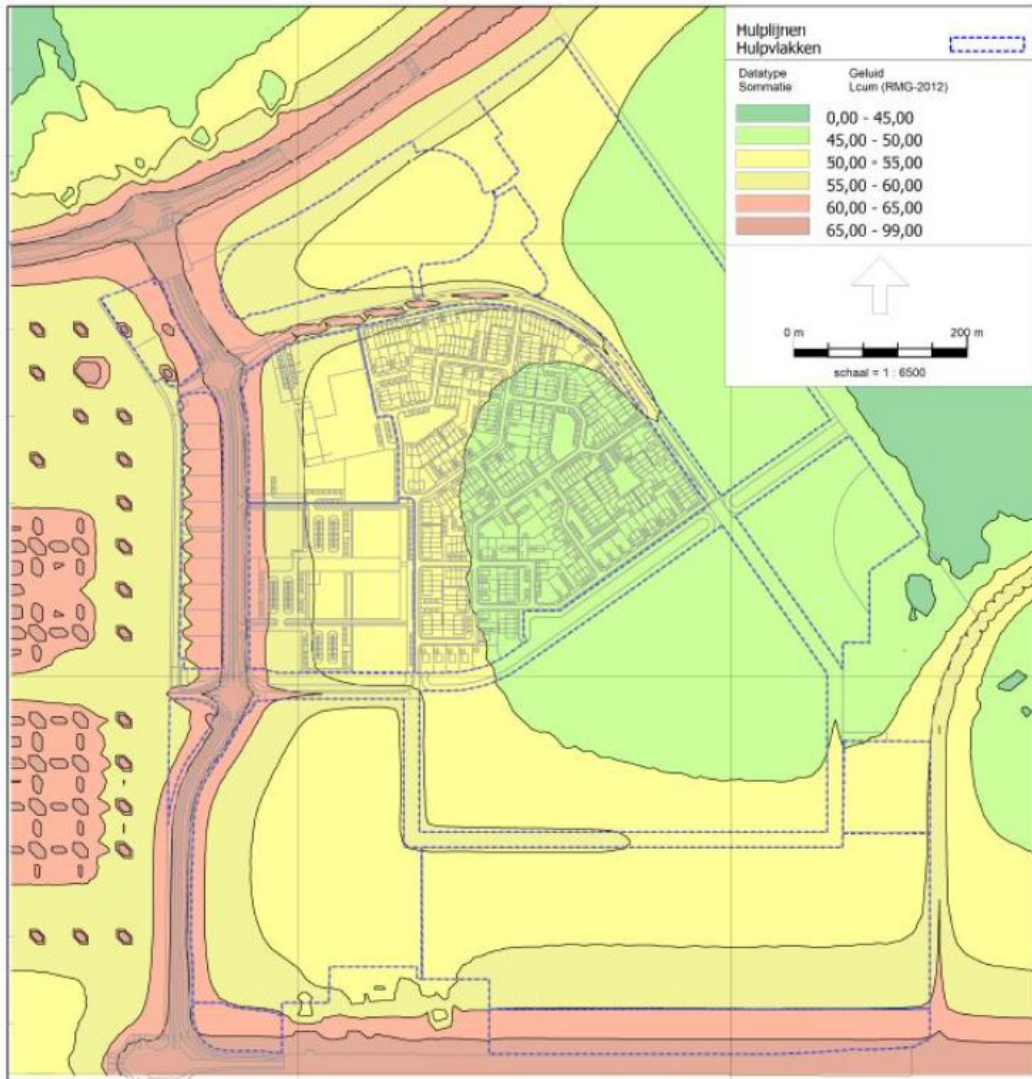 Hulplijnen
Hulpvlakken
Datatype Geluid
Sommatie Lcum (RMG-2012)
0,00 - 45,00
45,00 - 50,00
50,00 - 55,00
55,00 - 60,00
60,00 - 65,00
65,00 - 99,00
0 m 200 m
schaal = 1 : 6500